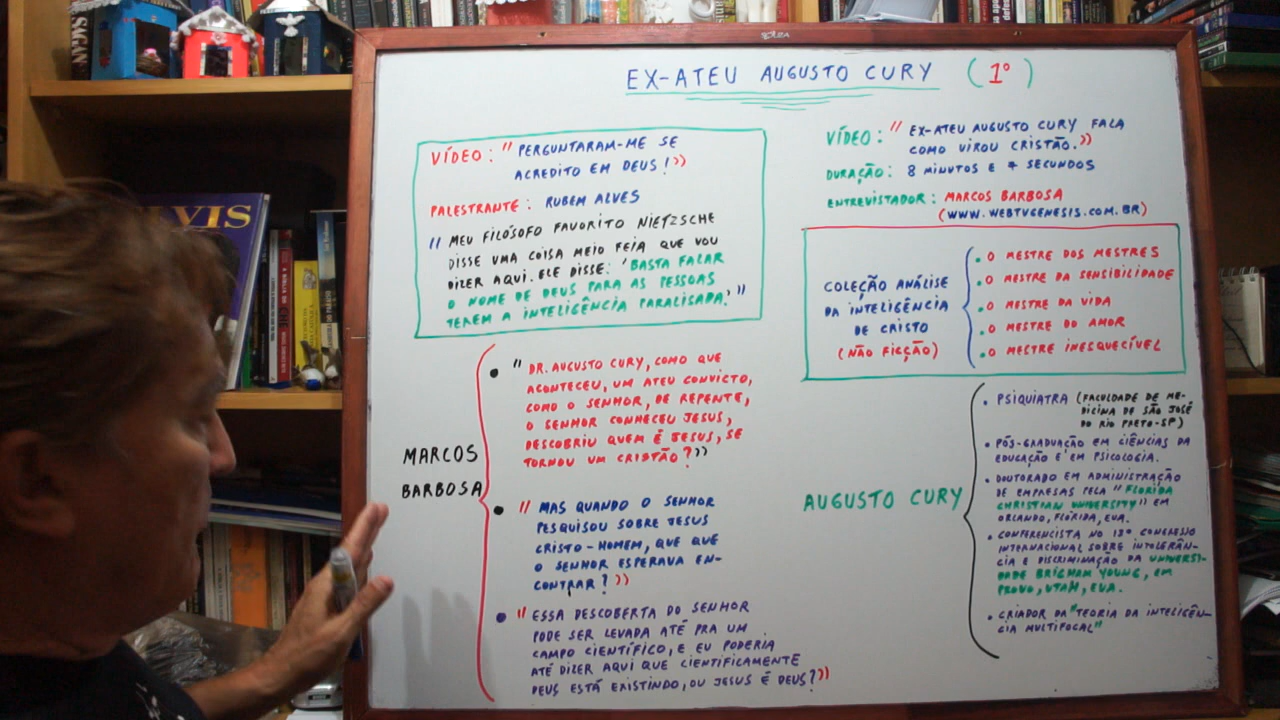 EX-ATEU AUGUSTO CURY (1º)
VÍDEO: "PERGUNTARAM-ME SE
ACREDITO EM DEUS!"
PALESTRANTE: RUBEM ALVES
"MEU FILÓSOFO FAVORITO NIETZSCHE
DISSE UMA COISA MEIO FEIA QUE VOU
DIZER AQUI. ELE DISSE: 'BASTA FALAR
O NOME DE DEUS PARA AS PESSOAS
TEREM A INTELIGÊNCIA PARALISADA.'"
VÍDEO: "EX-ATEU AUGUSTO CURY FALA
COMO VIROU CRISTÃO."
DURAÇÃO: 8 MINUTOS E 7 SEGUNDOS
ENTREVISTADOR: MARCOS BARBOSA
(WWW.WEBTVGENESIS.COM.BR)
COLEÇÃO ANÁLISE
DA INTELIGÊNCIA
DE CRISTO
(NÃO FICÇÃO)
• O MESTRE DOS MESTRES
• O MESTRE DA SENSIBILIDADE
• O MESTRE DA VIDA
• O MESTRE DO AMOR
• O MESTRE INESQUECÍVEL
MARCOS
BARBOSA
• "DR. AUGUSTO CURY, COMO QUE
ACONTECEU, UM ATEU CONVICTO,
COMO O SENHOR, DE REPENTE,
O SENHOR CONHECEU JESUS,
DESCOBRIU QUEM É JESUS, SE
TORNOU UM CRISTÃO?"
• "MAS QUANDO O SENHOR
PESQUISOU SOBRE JESUS
CRISTO-HOMEM, QUE QUE
O SENHOR ESPERAVA EN-
CONTRAR?"
• "ESSA DESCOBERTA DO SENHOR
PODE SER LEVADA ATÉ PRA UM
CAMPO CIENTÍFICO, E EU PODERIA
ATÉ DIZER AQUI QUE CIENTIFICAMENTE
DEUS ESTÁ EXISTINDO, OU JESUS É DEUS?"
AUGUSTO CURY
• PSIQUIATRA (FACULDADE DE ME-
DICINA DE SÃO JOSÉ
DO RIO PRETO-SP)
• PÓS-GRADUAÇÃO EM CIÊNCIAS DA
EDUCAÇÃO E EM PSICOLOGIA.
• DOUTORADO EM ADMINISTRAÇÃO
DE EMPRESAS PELA "FLORIDA
CHRISTIAN UNIVERSITY" EM
ORLANDO, FLÓRIDA, EUA.
• CONFERENCISTA NO 13º CONGRESSO
INTERNACIONAL SOBRE INTOLERÂN-
CIA E DISCRIMINAÇÃO DA UNIVERSI-
DADE BRIGHAM YOUNG, EM
PROVO, UTAH, EUA.
• CRIADOR DA "TEORIA DA INTELIGÊN-
CIA MULTIFOCAL"
SAGAN